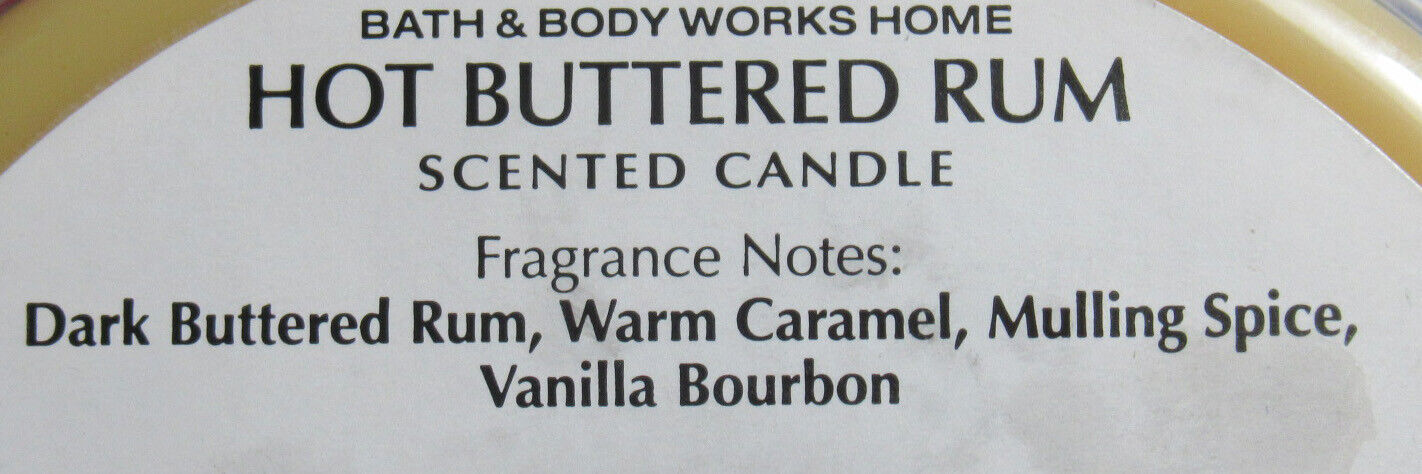 BATH & BODY WORKS HOME
HOT BUTTERED RUM
SCENTED CANDLE
Fragrance Notes:
Dark Buttered Rum, Warm Caramel, Mulling Spice,
Vanilla Bourbon